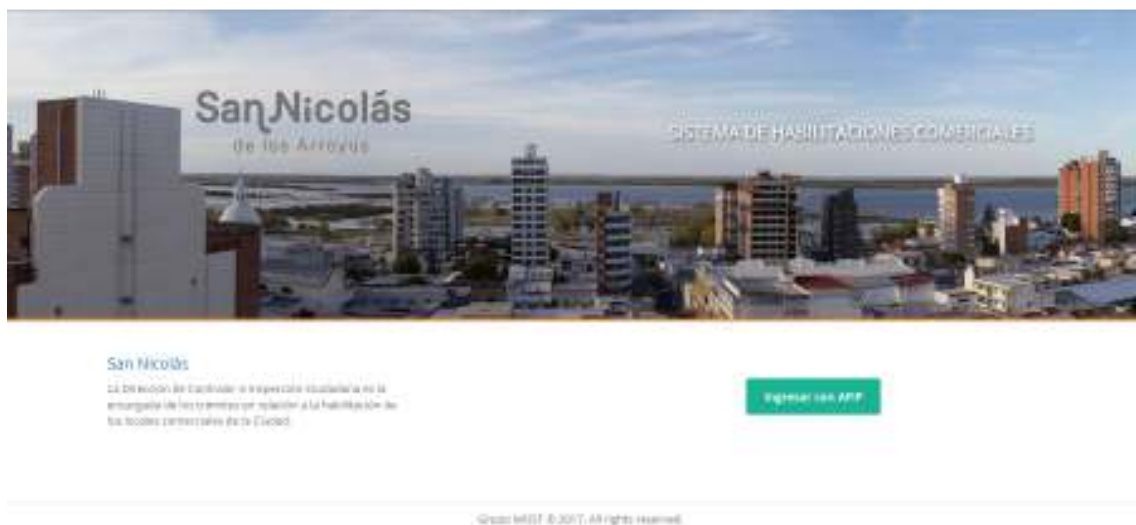 San Nicolás
de los Arroyos
SISTEMA DE HABILITACIONES COMERCIALES
San Nicolás
La Dirección de Controlar e Inspección Ciudadana es la
encargada de los trámites en relación a la habilitación de
los locales comerciales de la Ciudad.
Ingresar con AFIP
Grupo © 2017. All rights reserved.